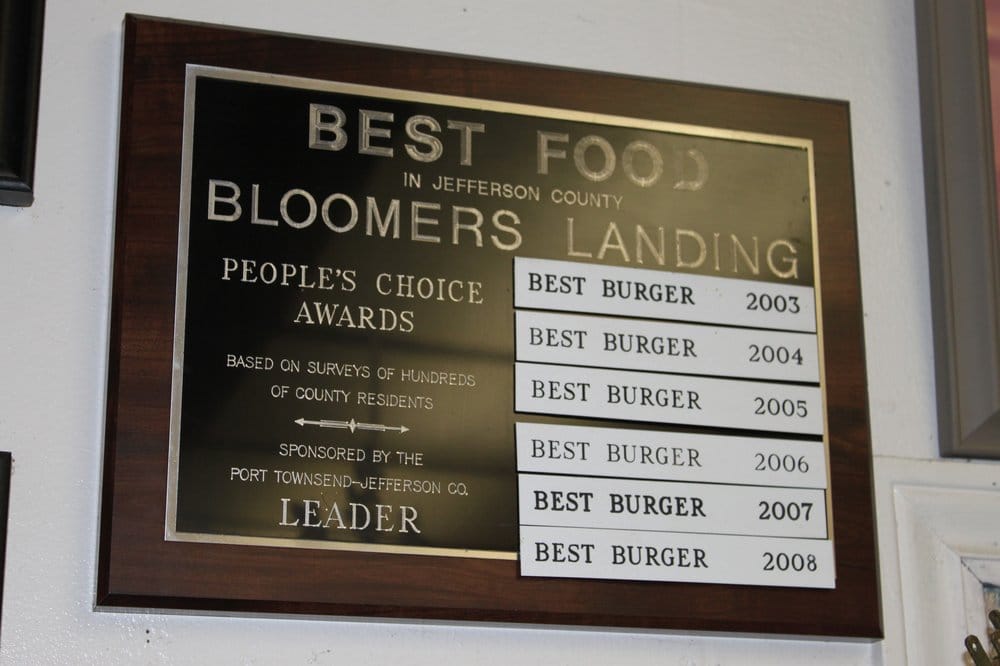 BEST FOOD
IN JEFFERSON COUNTY
BLOOMERS LANDING
PEOPLE'S CHOICE
AWARDS
BASED ON SURVEYS OF HUNDREDS
OF COUNTY RESIDENTS
SPONSORED BY THE
PORT TOWNSEND-JEFFERSON CO.
LEADER
BEST BURGER 2003
BEST BURGER 2004
BEST BURGER 2005
BEST BURGER 2006
BEST BURGER 2007
BEST BURGER 2008